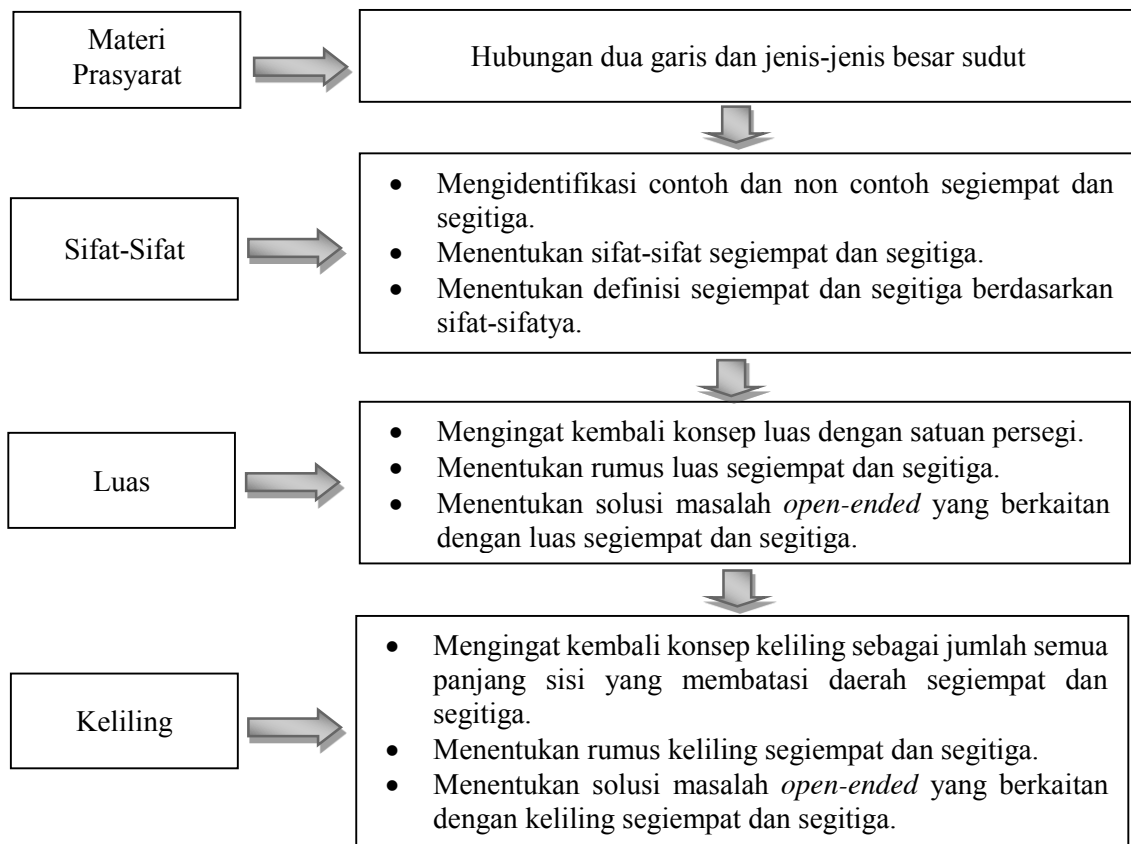 Materi
Prasyarat
Hubungan dua garis dan jenis-jenis besar sudut
Sifat-Sifat
• Mengidentifikasi contoh dan non contoh segiempat dan
segitiga.
• Menentukan sifat-sifat segiempat dan segitiga.
• Menentukan definisi segiempat dan segitiga berdasarkan
sifat-sifatya.
Luas
• Mengingat kembali konsep luas dengan satuan persegi.
• Menentukan rumus luas segiempat dan segitiga.
• Menentukan solusi masalah open-ended yang berkaitan
dengan luas segiempat dan segitiga.
Keliling
• Mengingat kembali konsep keliling sebagai jumlah semua
panjang sisi yang membatasi daerah segiempat dan
segitiga.
• Menentukan rumus keliling segiempat dan segitiga.
• Menentukan solusi masalah open-ended yang berkaitan
dengan keliling segiempat dan segitiga.